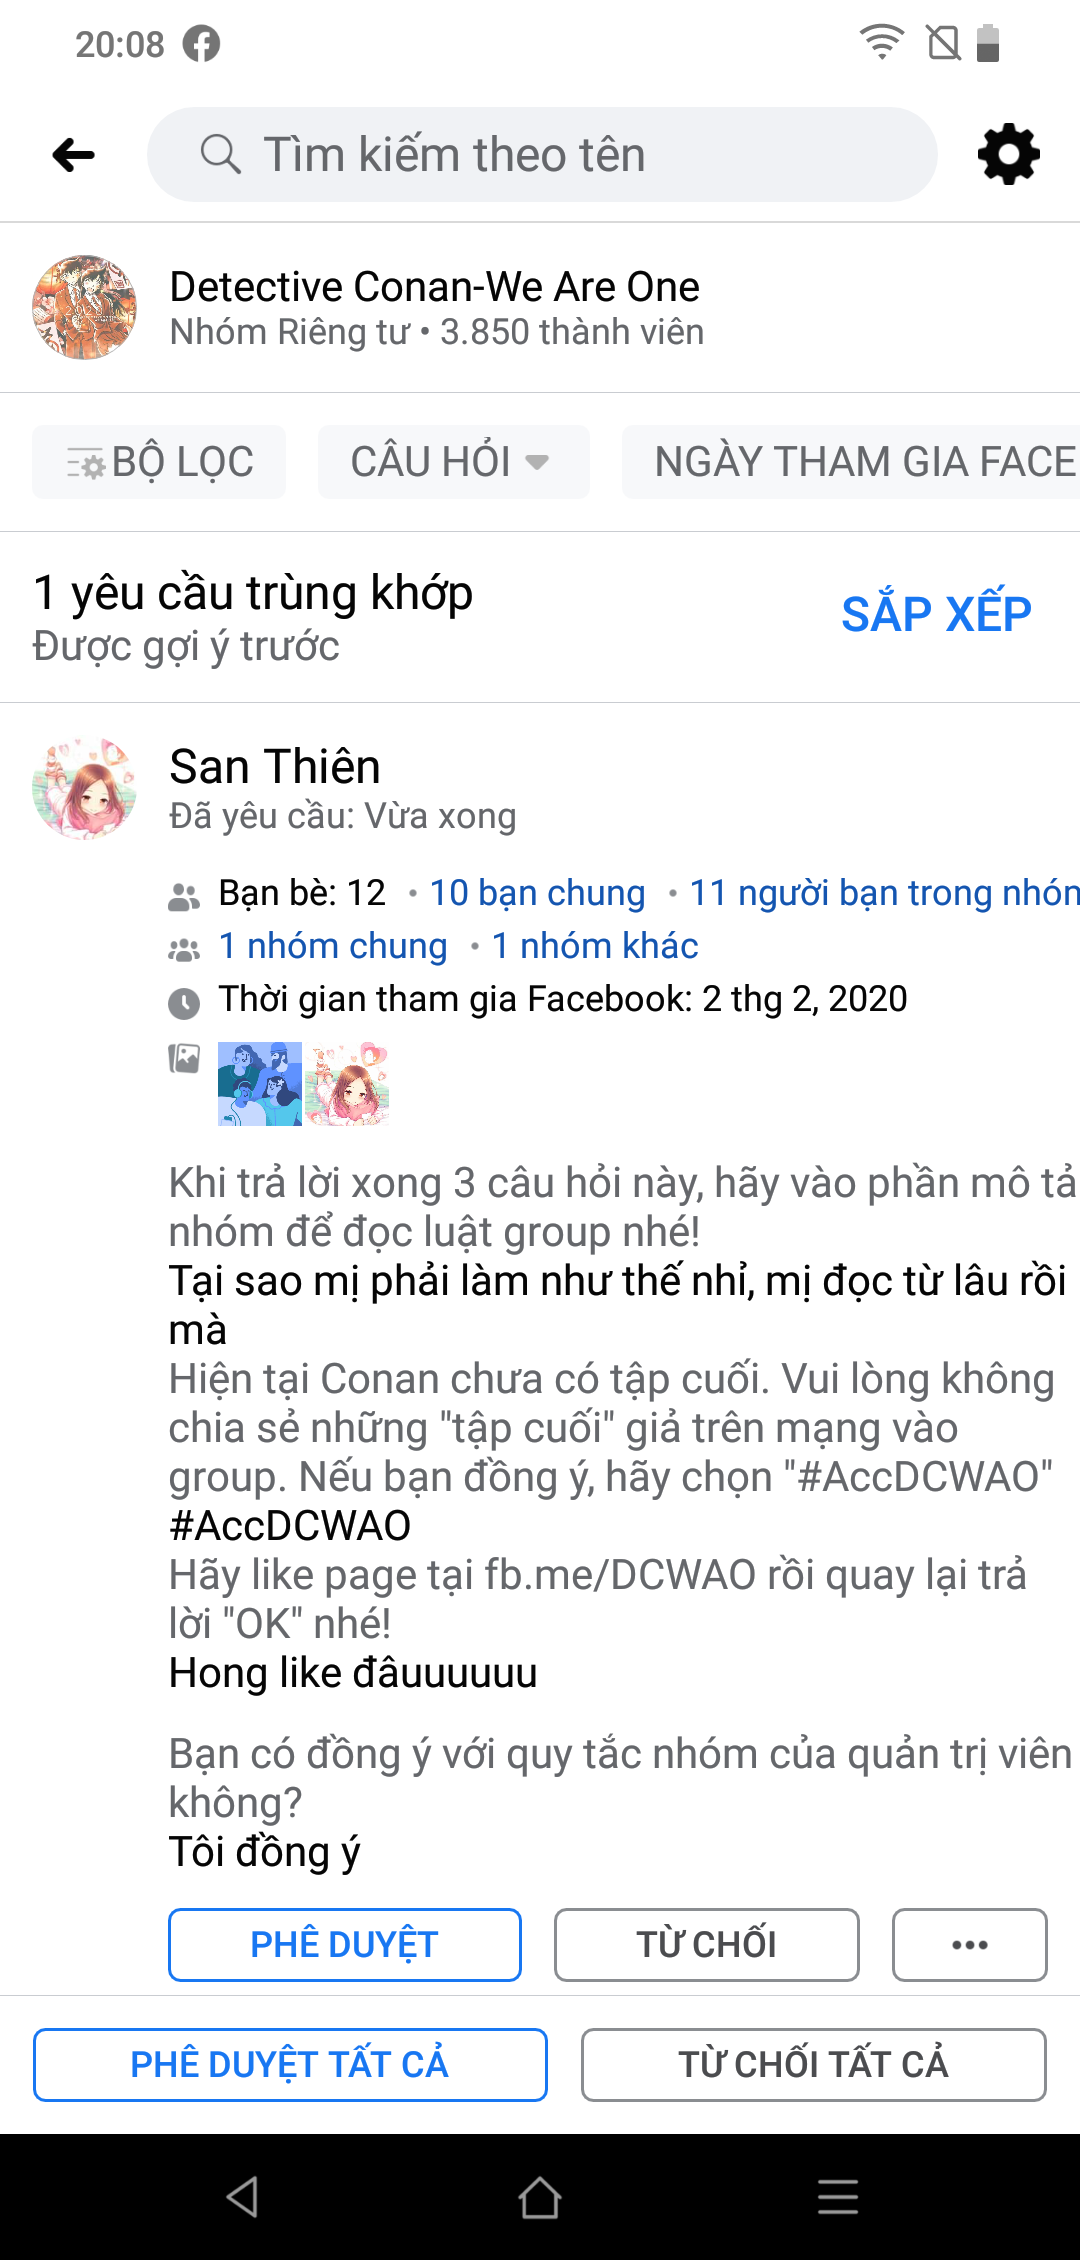 20:08
Tìm kiếm theo tên
Detective Conan-We Are One
Nhóm Riêng tư • 3.850 thành viên
BỘ LỌC CÂU HỎI NGÀY THAM GIA FACE
1 yêu cầu trùng khớp
Được gợi ý trước
SẮP XẾP
San Thiên
Đã yêu cầu: Vừa xong
Bạn bè: 12 • 10 bạn chung • 11 người bạn trong nhón
1 nhóm chung • 1 nhóm khác
Thời gian tham gia Facebook: 2 thg 2, 2020
Khi trả lời xong 3 câu hỏi này, hãy vào phần mô tả
nhóm để đọc luật group nhé!
Tại sao mị phải làm như thế nhỉ, mị đọc từ lâu rồi
mà
Hiện tại Conan chưa có tập cuối. Vui lòng không
chia sẻ những "tập cuối" giả trên mạng vào
group. Nếu bạn đồng ý, hãy chọn "#AccDCWAO"
#AccDCWAO
Hãy like page tại fb.me/DCWAO rồi quay lại trả
lời "OK" nhé!
Hong like đâuuuuuu
Bạn có đồng ý với quy tắc nhóm của quản trị viên
không?
Tôi đồng ý
PHÊ DUYỆT TỪ CHỐI •••
PHÊ DUYỆT TẤT CẢ TỪ CHỐI TẤT CẢ